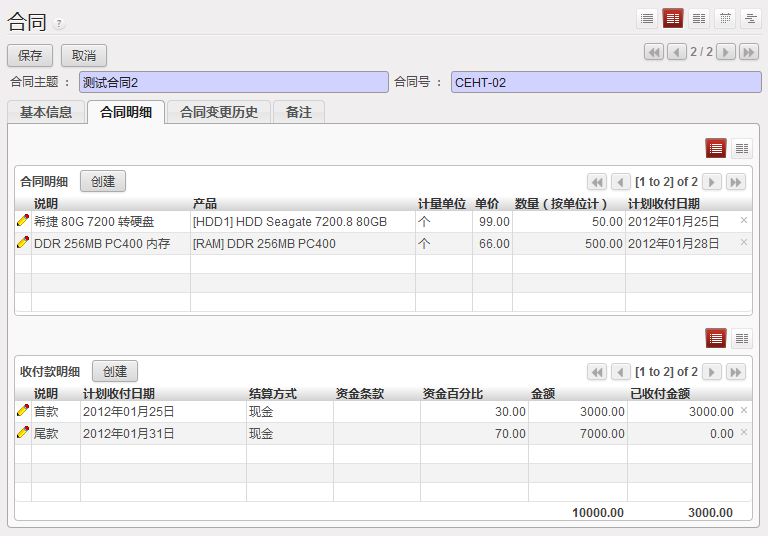 合同 ?
保存 取消 2 / 2
合同主题 : 测试合同2 合同号 : CEHT-02
基本信息 合同明细 合同变更历史 备注
合同明细 创建 [1 to 2] of 2
说明 产品 计量单位 单价 数量（按单位计） 计划收付日期
希捷 80G 7200 转硬盘 [HDD1] HDD Seagate 7200.8 80GB 个 99.00 50.00 2012年01月25日
DDR 256MB PC400 内存 [RAM] DDR 256MB PC400 个 66.00 500.00 2012年01月28日
收付款明细 创建 [1 to 2] of 2
说明 计划收付日期 结算方式 资金条款 资金百分比 金额 已收付金额
首款 2012年01月25日 现金 30.00 3000.00 3000.00
尾款 2012年01月31日 现金 70.00 7000.00 0.00
10000.00 3000.00